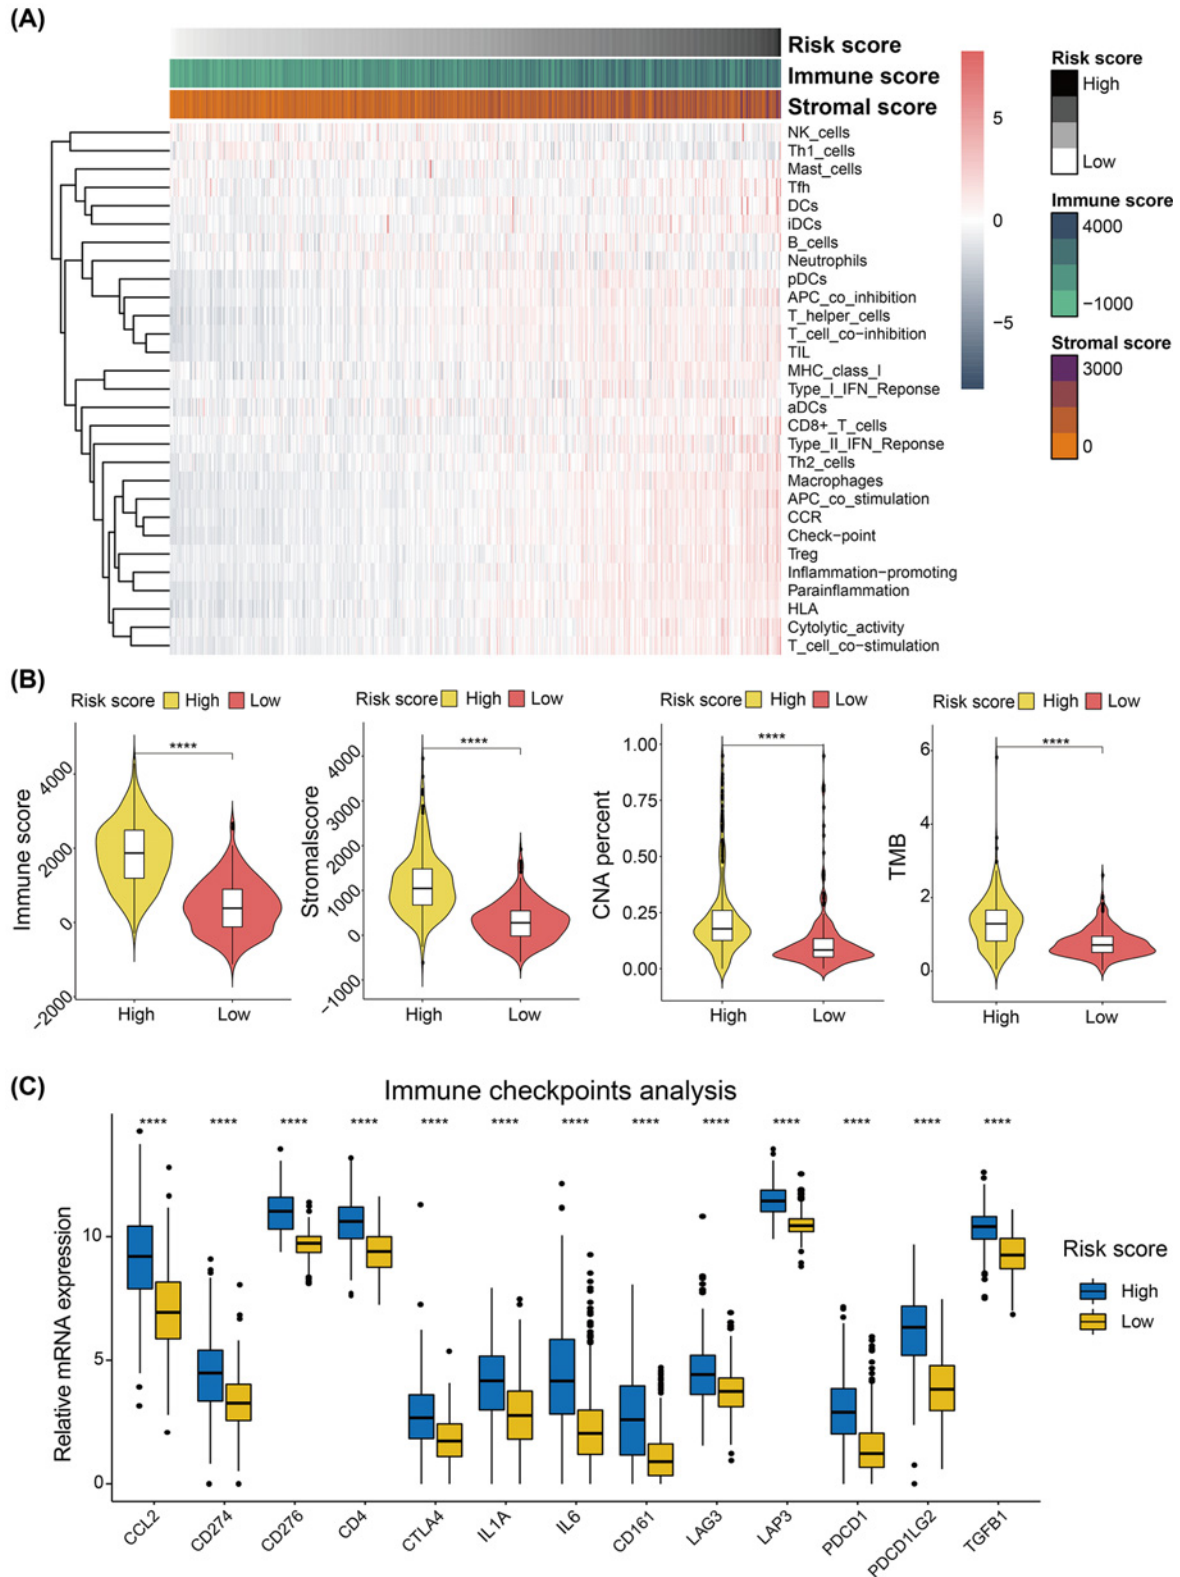 (A)
Risk score
Immune score
Stromal score
NK_cells
Th1_cells
Mast_cells
Tfh
DCs
iDCs
B_cells
Neutrophils
pDCs
APC_co_inhibition
T_helper_cells
T_cell_co−inhibition
TIL
MHC_class_I
Type_I_IFN_Reponse
aDCs
CD8+_T_cells
Type_II_IFN_Reponse
Th2_cells
Macrophages
APC_co_stimulation
CCR
Check−point
Treg
Inflammation−promoting
Parainflammation
HLA
Cytolytic_activity
T_cell_co−stimulation
5
0
−5
Risk score
High
Low
Immune score
4000
−1000
Stromal score
3000
0
(B)
Risk score High Low
Immune score
4000
2000
0
−2000
****
High Low
Risk score High Low
Stromalscore
4000
3000
2000
1000
0
−1000
****
High Low
Risk score High Low
CNA percent
1.00
0.75
0.50
0.25
0.00
****
High Low
Risk score High Low
TMB
6
4
2
0
****
High Low
(C)
Immune checkpoints analysis
**** **** **** **** **** **** **** **** **** **** **** **** ****
Relative mRNA expression
10
5
0
CCL2 CD274 CD276 CD4 CTLA4 IL1A IL6 CD161 LAG3 LAP3 PDCD1 PDCD1LG2 TGFB1
Risk score
High
Low